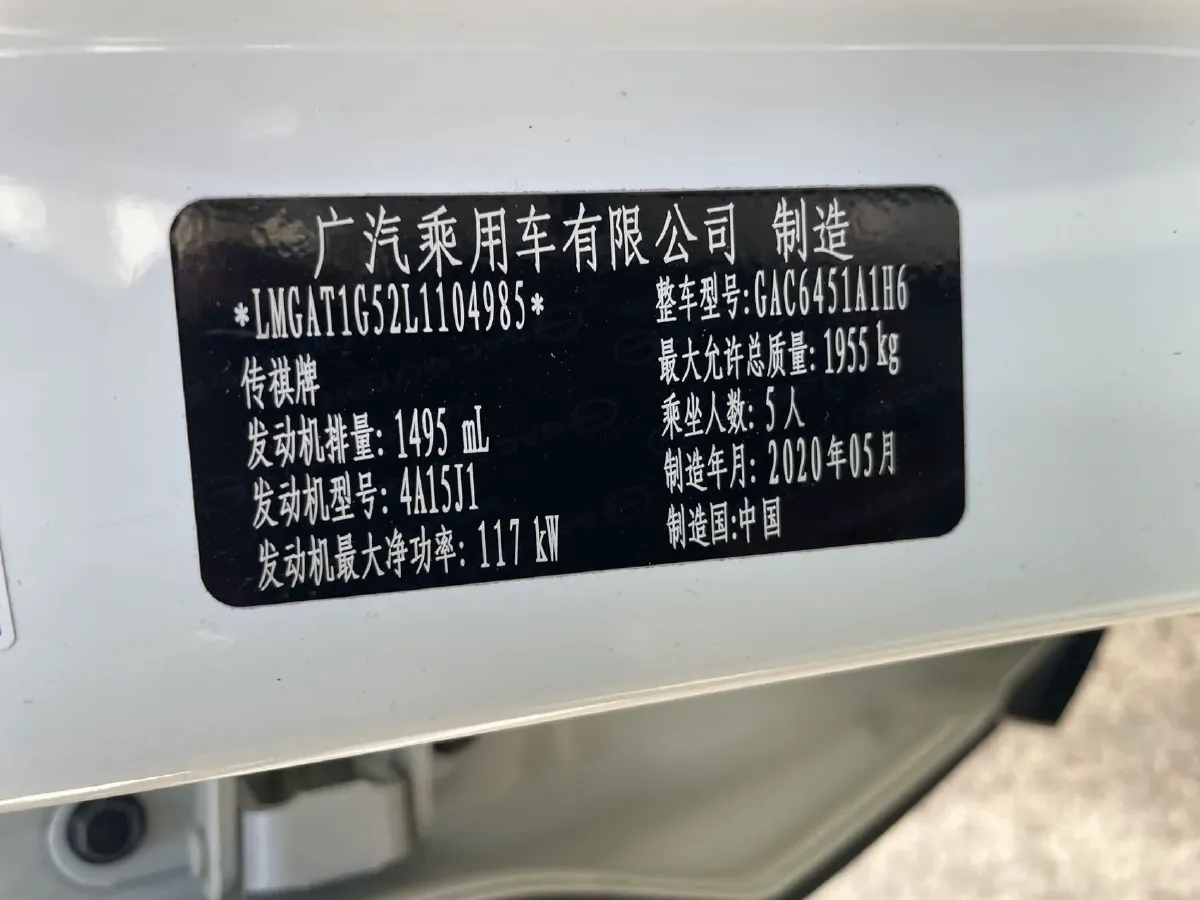 广汽乘用车有限公司 制造
*LMGAT1G52L1104985*
传祺牌
发动机排量: 1495 mL
发动机型号: 4A15J1
发动机最大净功率: 117 kW
整车型号:GAC6451A1H6
最大允许总质量: 1955 kg
乘坐人数: 5人
制造年月: 2020年05月
制造国:中国